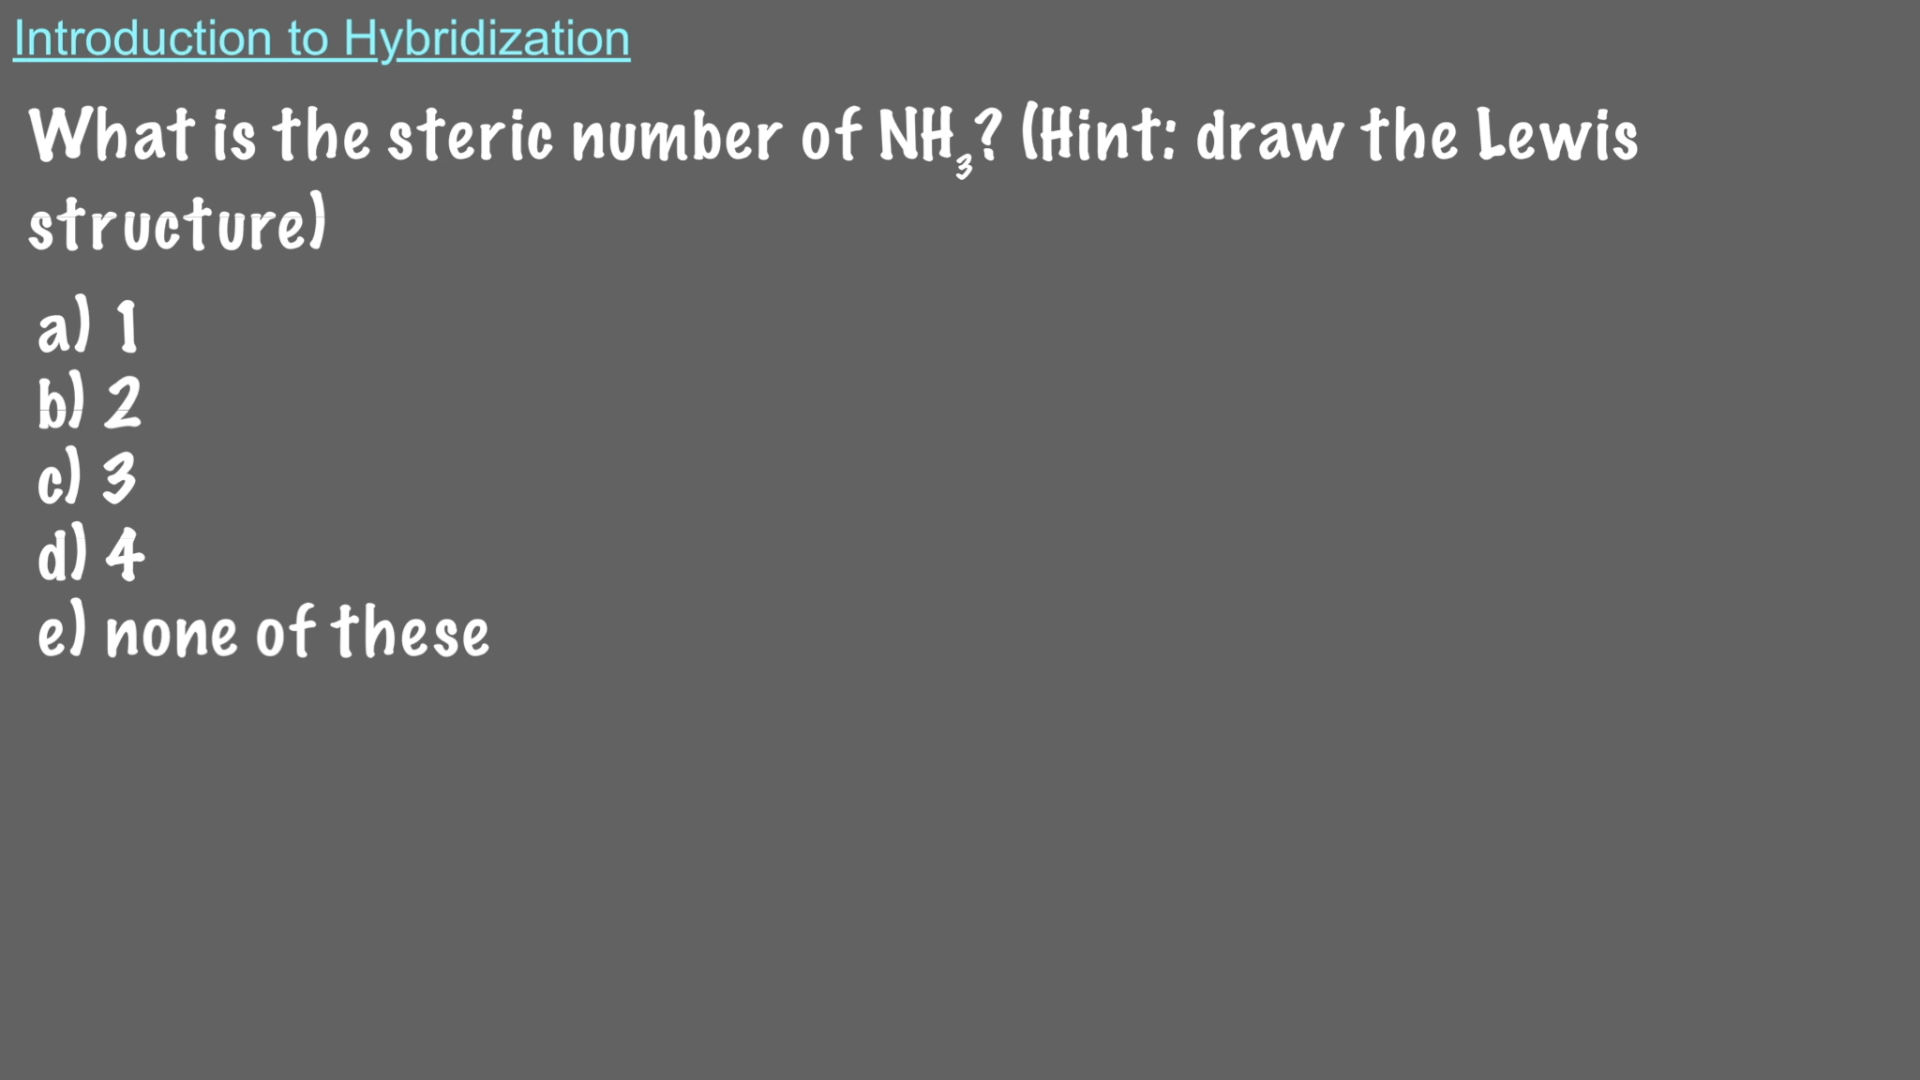 Introduction to Hybridization
What is the steric number of NH₃? (Hint: draw the Lewis
structure)
a) 1
b) 2
c) 3
d) 4
e) none of these